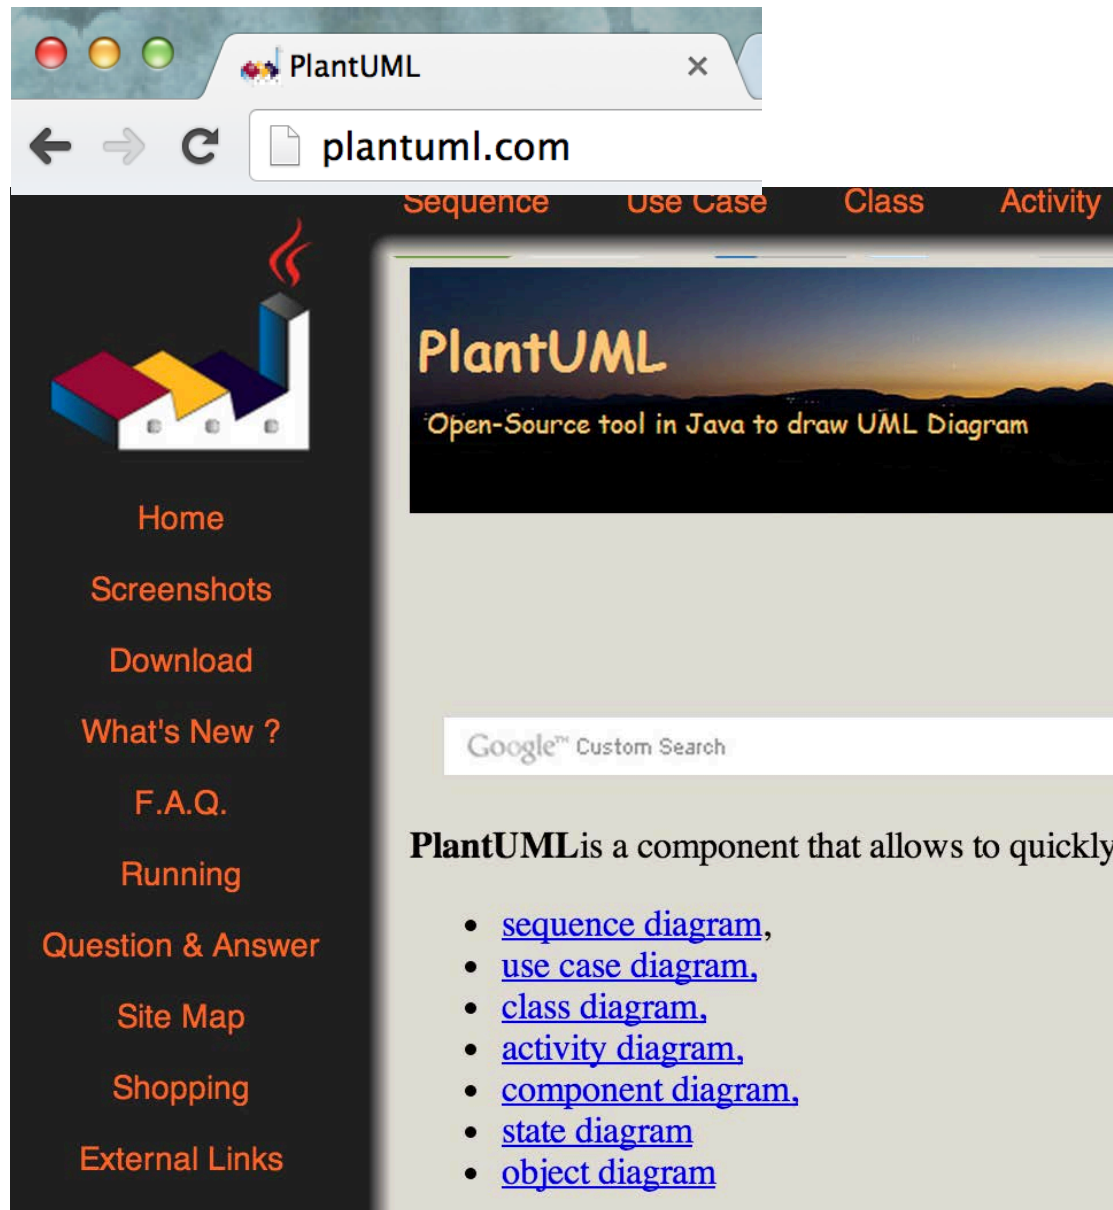 PlantUML
plantuml.com
Sequence Use Case Class Activity
PlantUML
Open-Source tool in Java to draw UML Diagram
Home
Screenshots
Download
What's New ?
F.A.Q.
Running
Question & Answer
Site Map
Shopping
External Links
Google™ Custom Search
PlantUML is a component that allows to quickly
sequence diagram,
use case diagram,
class diagram,
activity diagram,
component diagram,
state diagram
object diagram